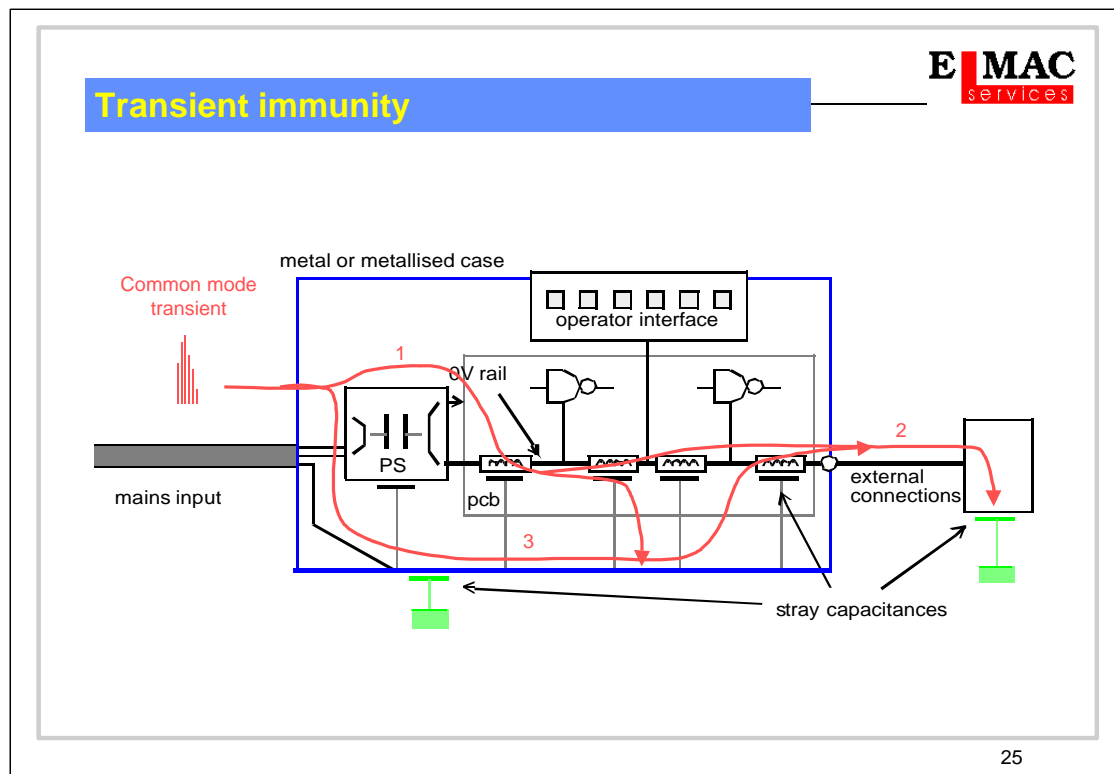 E MAC
services
Transient immunity
metal or metallised case
Common mode
transient
operator interface
1
0V rail
2
PS
external
connections
mains input
pcb
3
stray capacitances
25